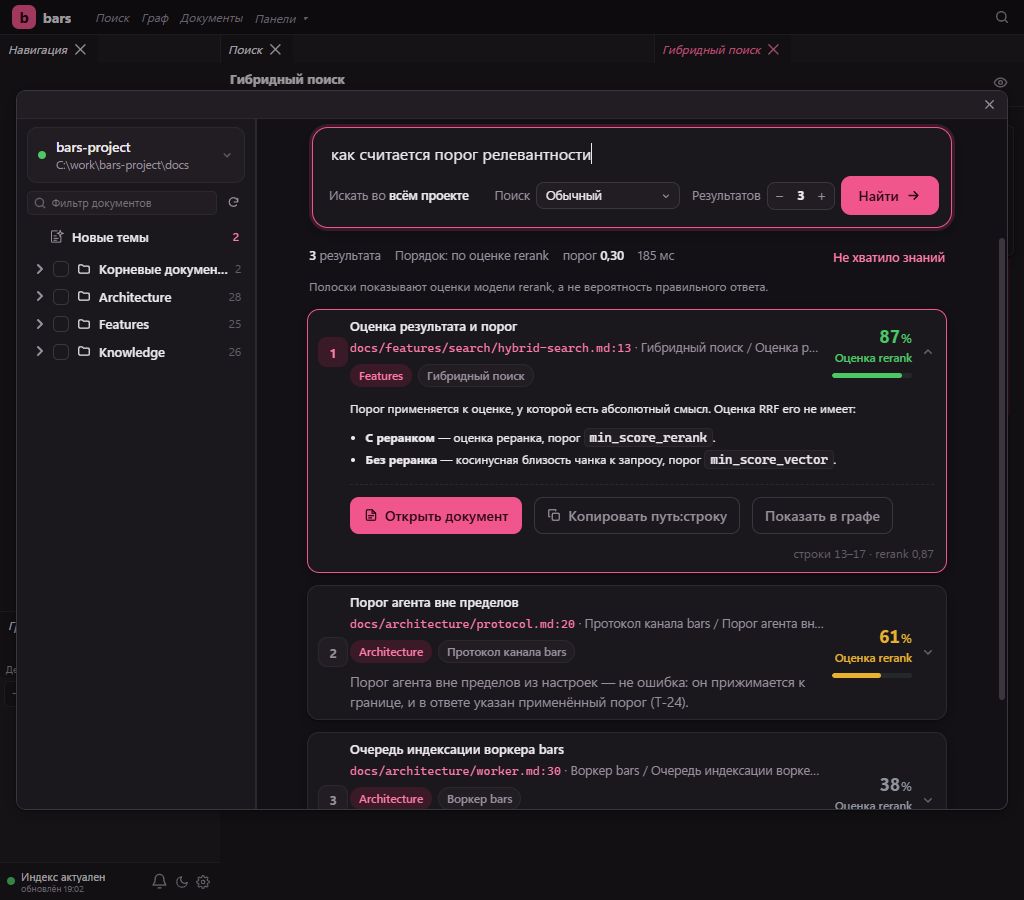 b bars Поиск Граф Документы Панели
Навигация Поиск Гибридный поиск
Гибридный поиск
bars-project
C:\work\bars-project\docs
Фильтр документов
Новые темы 2
Корневые докумен... 2
Architecture 28
Features 25
Knowledge 26
как считается порог релевантности
Искать во всём проекте Поиск Обычный Результатов − 3 + Найти →
3 результата Порядок: по оценке rerank порог 0,30 185 мс Не хватило знаний
Полоски показывают оценки модели rerank, а не вероятность правильного ответа.
1
Оценка результата и порог
docs/features/search/hybrid-search.md:13 · Гибридный поиск / Оценка р...
Features Гибридный поиск
87%
Оценка rerank
Порог применяется к оценке, у которой есть абсолютный смысл. Оценка RRF его не имеет:
• С реранком — оценка реранка, порог min_score_rerank.
• Без реранка — косинусная близость чанка к запросу, порог min_score_vector.
Открыть документ Копировать путь:строку Показать в графе
строки 13–17 · rerank 0,87
2
Порог агента вне пределов
docs/architecture/protocol.md:20 · Протокол канала bars / Порог агента вн...
Architecture Протокол канала bars
Порог агента вне пределов из настроек — не ошибка: он прижимается к
границе, и в ответе указан применённый порог (T-24).
61%
Оценка rerank
3
Очередь индексации воркера bars
docs/architecture/worker.md:30 · Воркер bars / Очередь индексации ворке...
Architecture Воркер bars
38%
Оценка rerank
Индекс актуален
обновлён 19:02